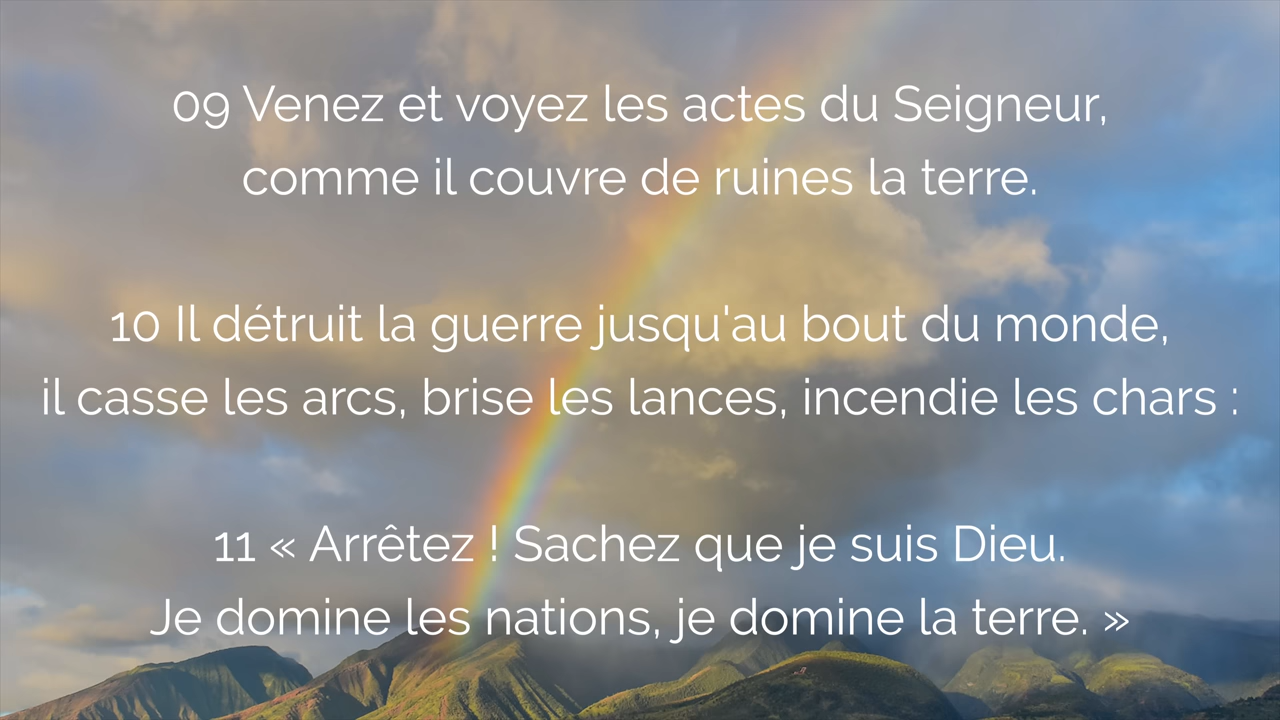 09 Venez et voyez les actes du Seigneur,
comme il couvre de ruines la terre.
10 Il détruit la guerre jusqu'au bout du monde,
il casse les arcs, brise les lances, incendie les chars :
11 « Arrêtez ! Sachez que je suis Dieu.
Je domine les nations, je domine la terre. »